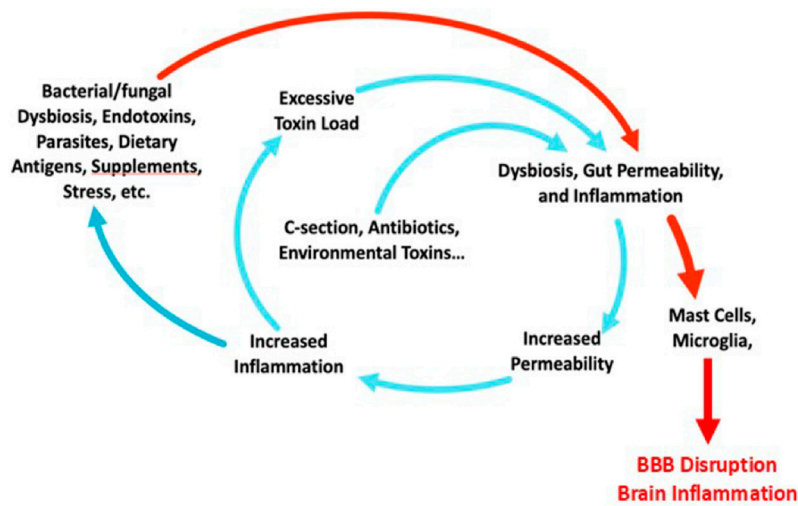 Bacterial/fungal
Dysbiosis, Endotoxins,
Parasites, Dietary
Antigens, Supplements,
Stress, etc.
Excessive
Toxin Load
C-section, Antibiotics,
Environmental Toxins...
Dysbiosis, Gut Permeability,
and Inflammation
Increased
Inflammation
Increased
Permeability
Mast Cells,
Microglia,
BBB Disruption
Brain Inflammation